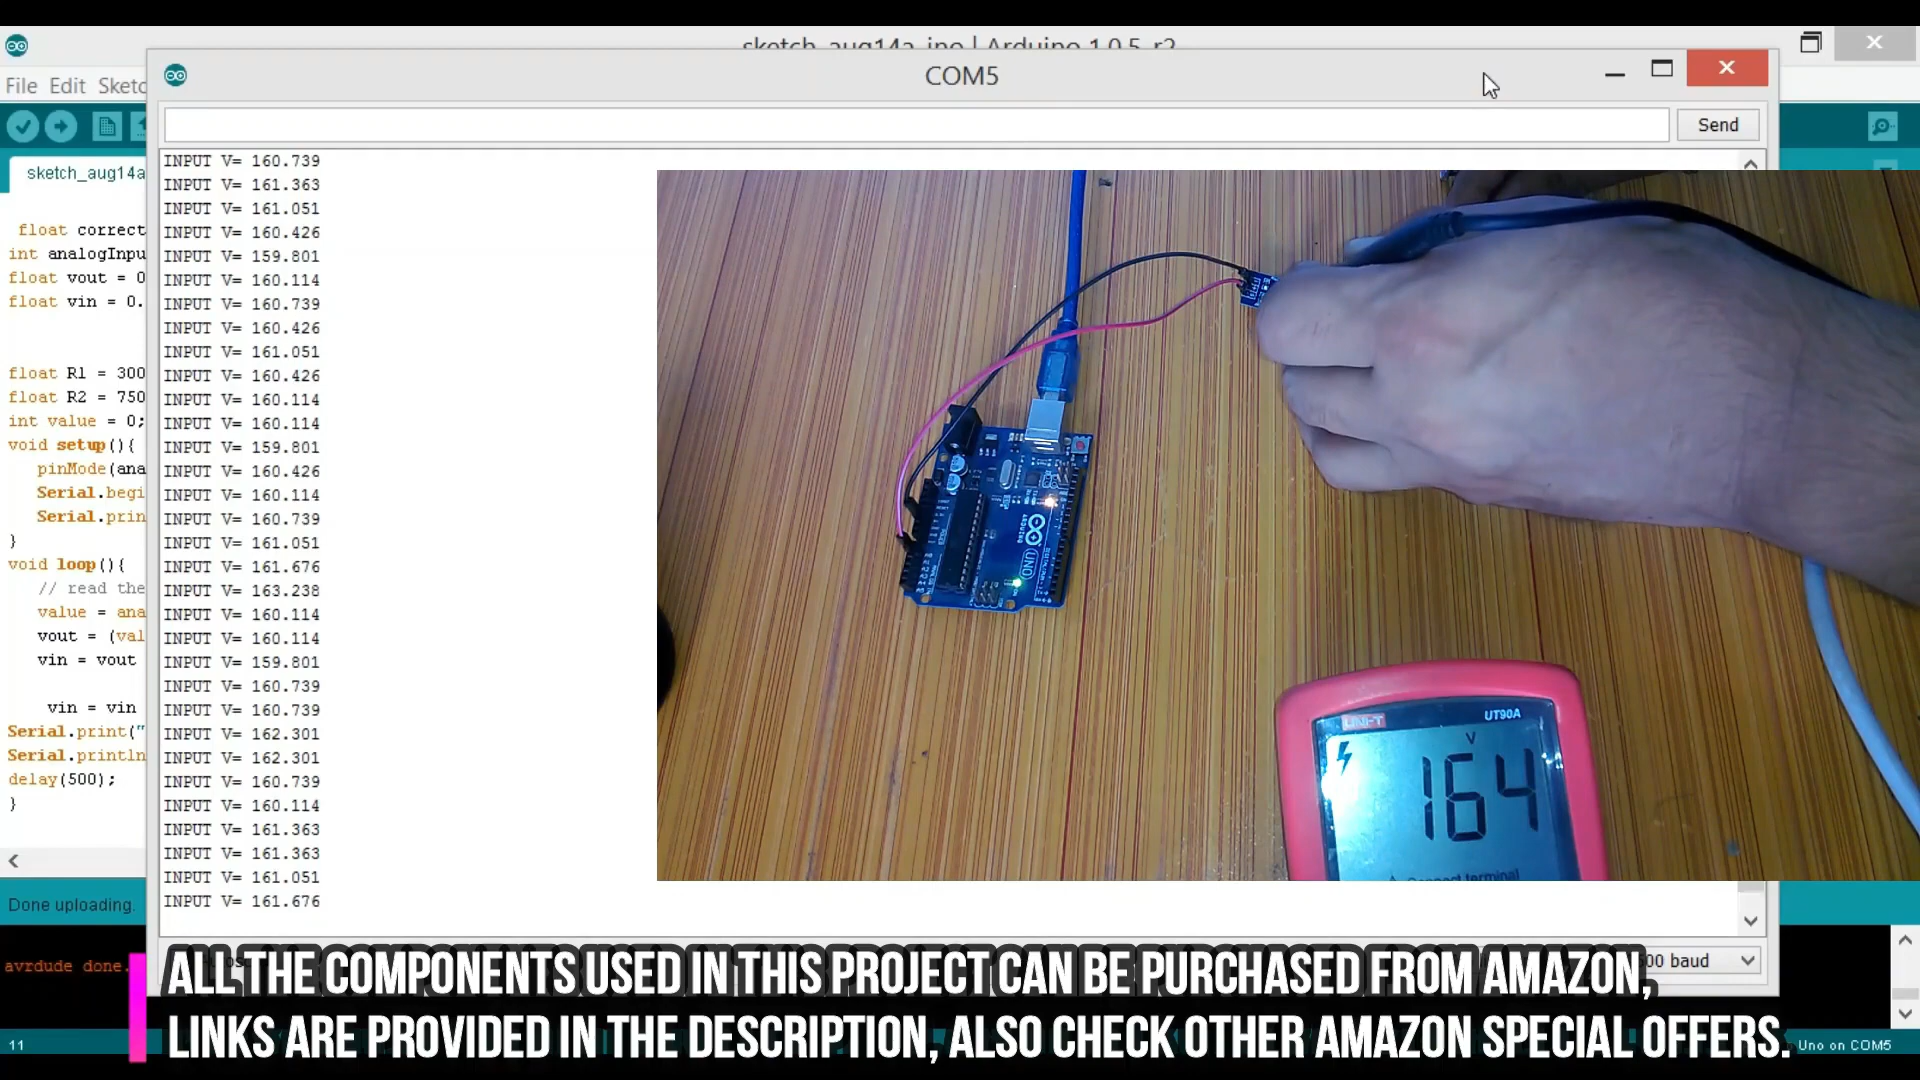 sketch_aug14a_ino | Arduino 1.0.5-r2
COM5
File Edit Sketc
Send
sketch_aug14a
float correct
int analogInpu
float vout = 0
float vin = 0.
float R1 = 300
float R2 = 750
int value = 0;
void setup(){
pinMode(ana
Serial.begi
Serial.prin
}
void loop(){
// read the
value = ana
vout = (val
vin = vout
vin = vin
Serial.print("
Serial.println
delay(500);
}
INPUT V= 160.739
INPUT V= 161.363
INPUT V= 161.051
INPUT V= 160.426
INPUT V= 159.801
INPUT V= 160.114
INPUT V= 160.739
INPUT V= 160.426
INPUT V= 161.051
INPUT V= 160.426
INPUT V= 160.114
INPUT V= 160.114
INPUT V= 159.801
INPUT V= 160.426
INPUT V= 160.114
INPUT V= 160.739
INPUT V= 161.051
INPUT V= 161.676
INPUT V= 163.238
INPUT V= 160.114
INPUT V= 160.114
INPUT V= 159.801
INPUT V= 160.739
INPUT V= 160.739
INPUT V= 162.301
INPUT V= 162.301
INPUT V= 160.739
INPUT V= 160.114
INPUT V= 161.363
INPUT V= 161.363
INPUT V= 161.051
INPUT V= 161.676
ARDUINO
UNO
UNI-T
UT90A
V
164
Done uploading.
avrdude done.
00 baud
ALL THE COMPONENTS USED IN THIS PROJECT CAN BE PURCHASED FROM AMAZON,
LINKS ARE PROVIDED IN THE DESCRIPTION, ALSO CHECK OTHER AMAZON SPECIAL OFFERS.
11
Uno on COM5